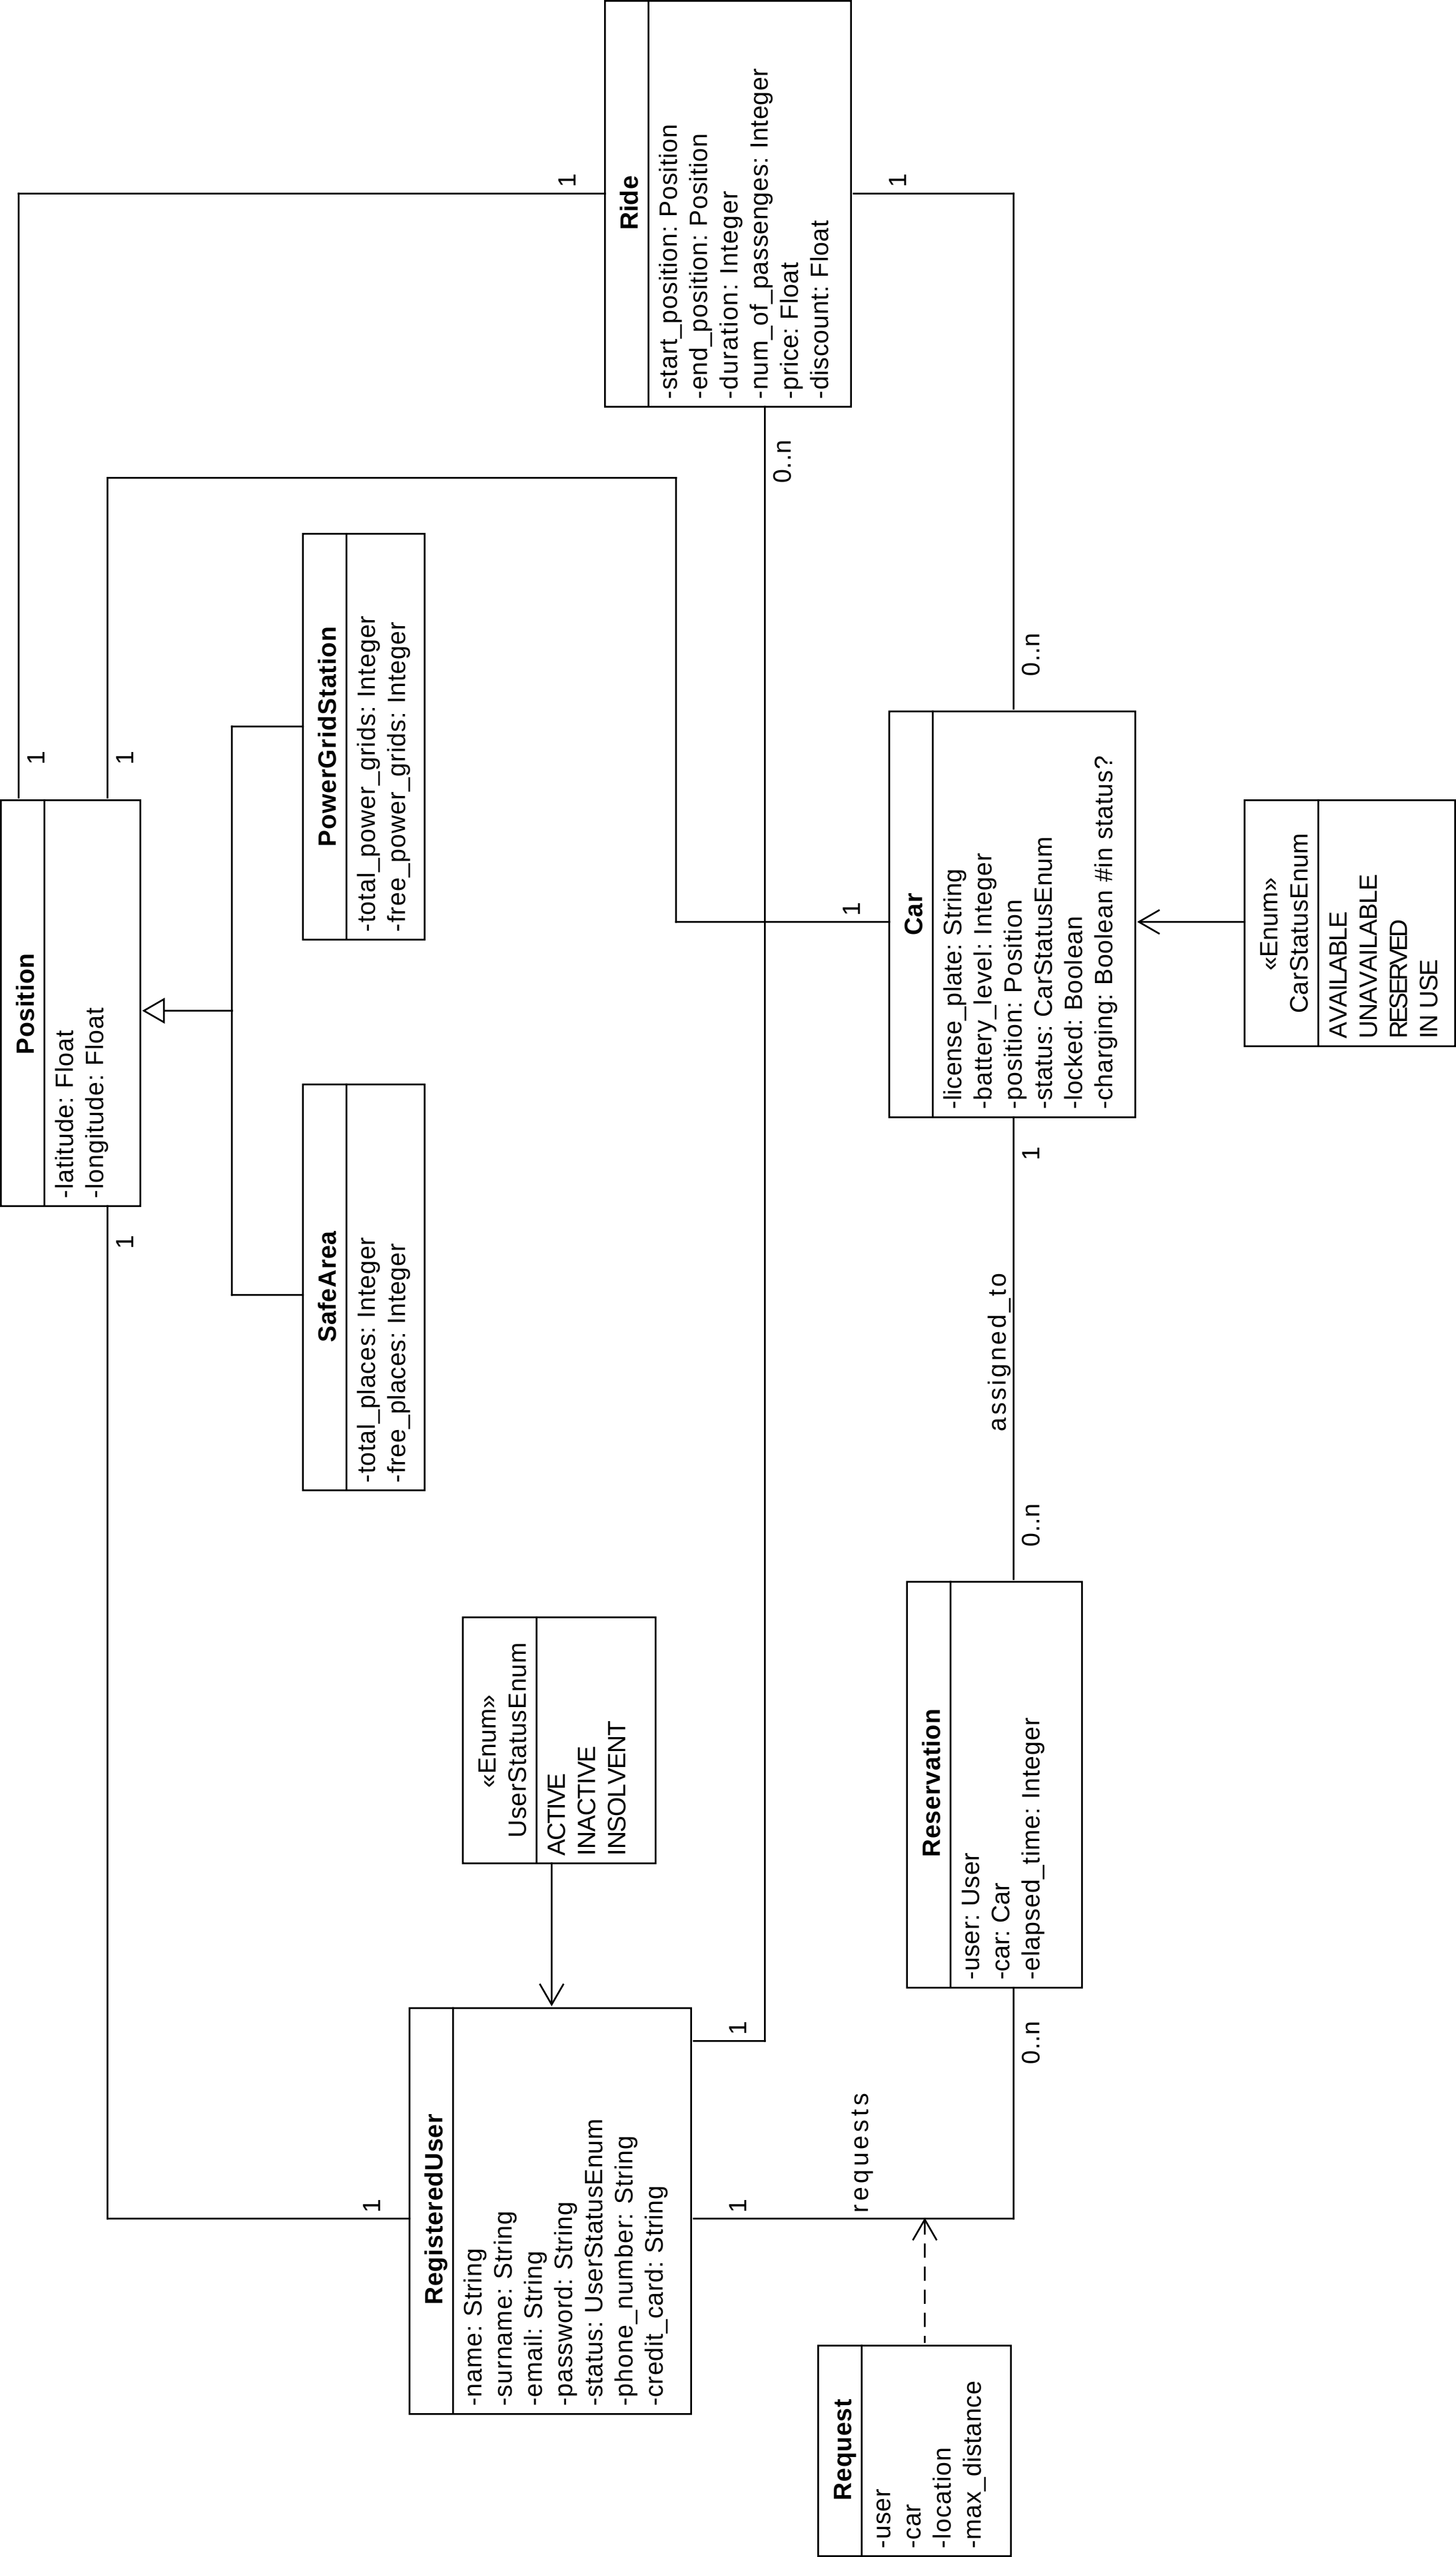 Position
-latitude: Float
-longitude: Float
1
1
1
SafeArea
-total_places: Integer
-free_places: Integer
PowerGridStation
-total_power_grids: Integer
-free_power_grids: Integer
RegisteredUser
-name: String
-surname: String
-email: String
-password: String
-status: UserStatusEnum
-phone_number: String
-credit_card: String
1
1
1
«Enum»
UserStatusEnum
ACTIVE
INACTIVE
INSOLVENT
Ride
-start_position: Position
-end_position: Position
-duration: Integer
-num_of_passenges: Integer
-price: Float
-discount: Float
1
0..n
1
Request
-user
-car
-location
-max_distance
requests
0..n
Reservation
-user: User
-car: Car
-elapsed_time: Integer
0..n
assigned_to
1
Car
-license_plate: String
-battery_level: Integer
-position: Position
-status: CarStatusEnum
-locked: Boolean
-charging: Boolean #in status?
1
0..n
«Enum»
CarStatusEnum
AVAILABLE
UNAVAILABLE
RESERVED
IN USE